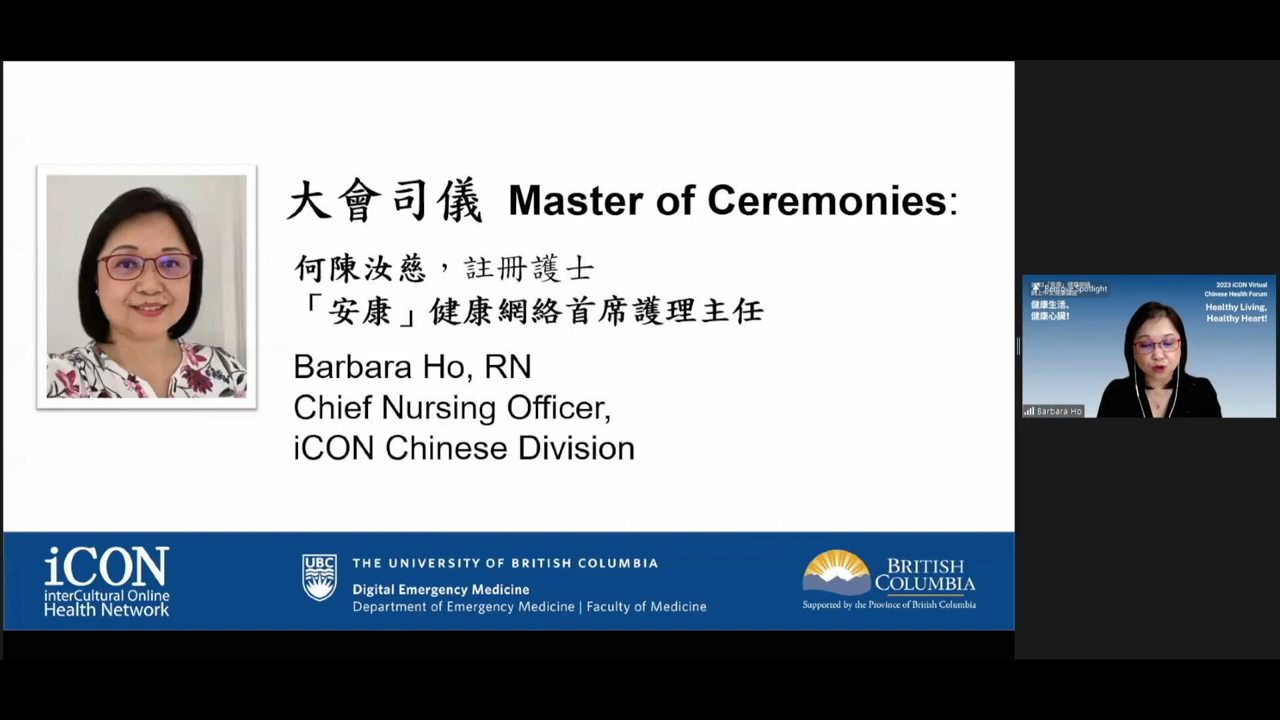 大會司儀 Master of Ceremonies:
何陳汝慈，註冊護士
「安康」健康網絡首席護理主任
Barbara Ho, RN
Chief Nursing Officer,
iCON Chinese Division
iCON
interCultural Online
Health Network
UBC
THE UNIVERSITY OF BRITISH COLUMBIA
Digital Emergency Medicine
Department of Emergency Medicine | Faculty of Medicine
BRITISH
COLUMBIA
Supported by the Province of British Columbia
健康生活、
健康心臟!
2023 iCON Virtual
Chinese Health Forum
Healthy Living,
Healthy Heart!
Barbara Ho